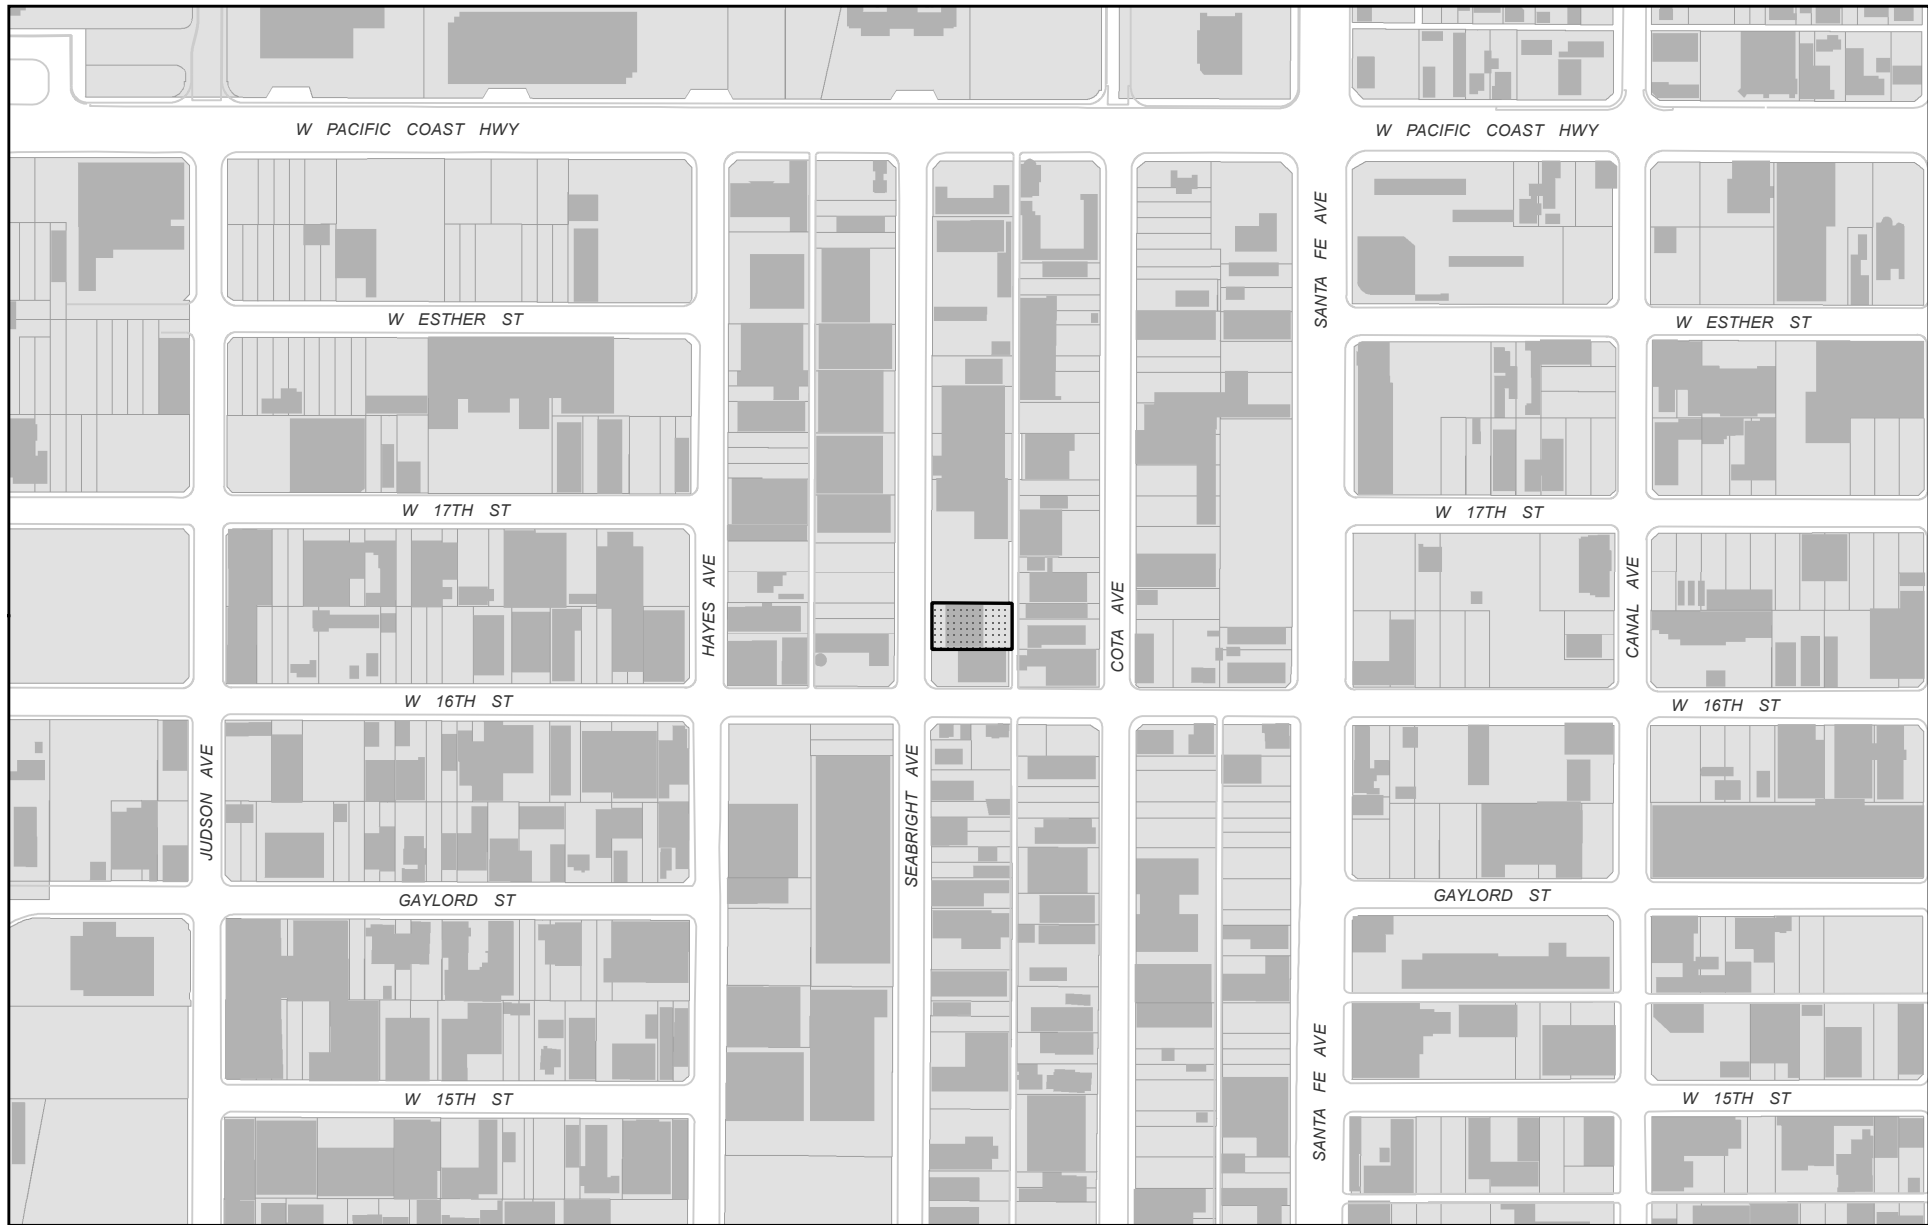 W PACIFIC COAST HWY
W PACIFIC COAST HWY
SANTA FE AVE
W ESTHER ST
W ESTHER ST
W 17TH ST
W 17TH ST
HAYES AVE
COTA AVE
CANAL AVE
W 16TH ST
W 16TH ST
JUDSON AVE
SEABRIGHT AVE
GAYLORD ST
GAYLORD ST
SANTA FE AVE
W 15TH ST
W 15TH ST